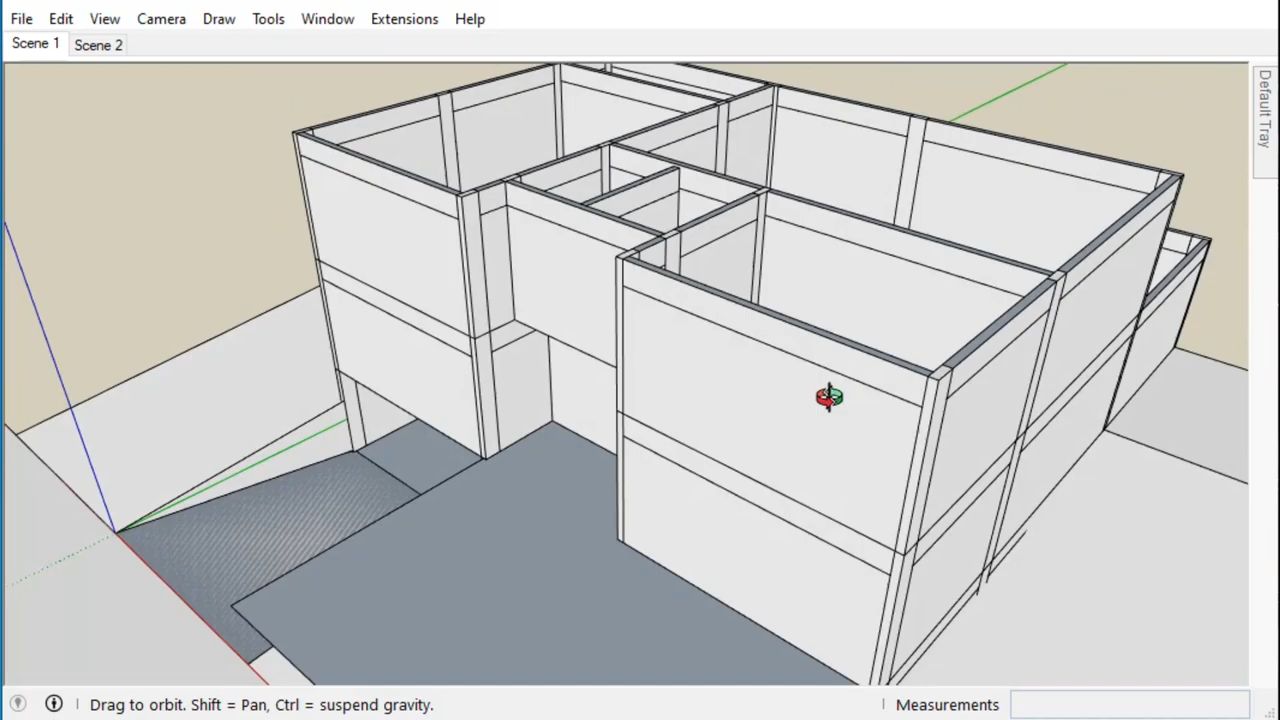 File Edit View Camera Draw Tools Window Extensions Help
Scene 1 Scene 2
Default Tray
Drag to orbit. Shift = Pan, Ctrl = suspend gravity. Measurements